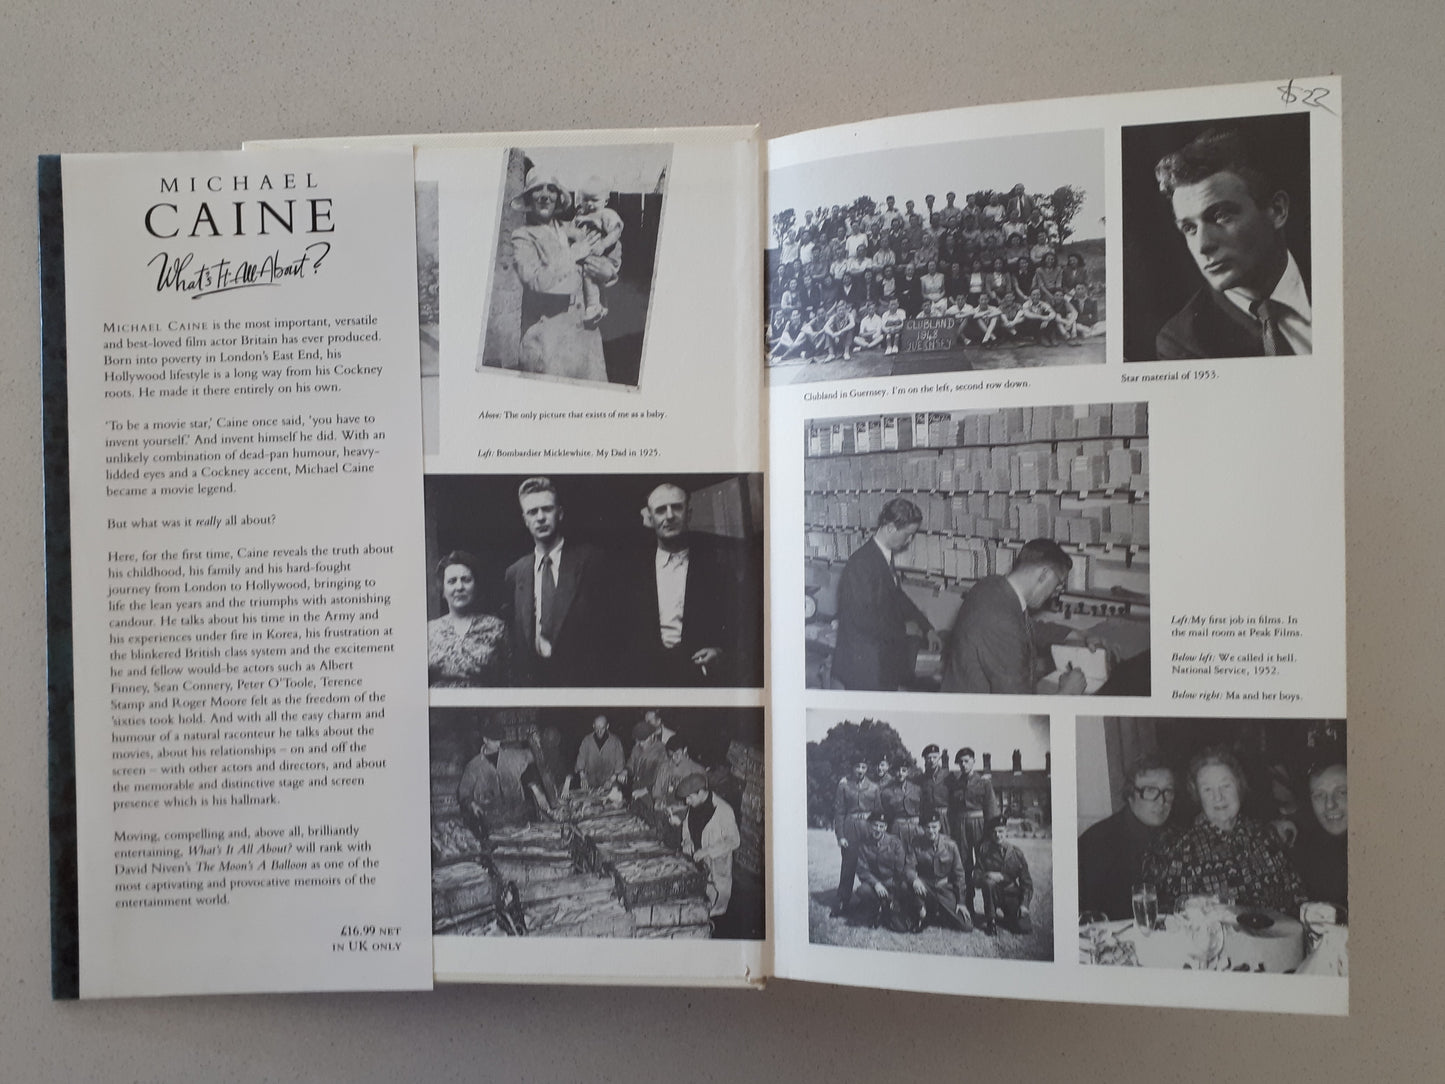 MICHAEL
CAINE
What's It All About?
MICHAEL CAINE is the most important, versatile
and best-loved film actor Britain has ever produced.
Born into poverty in London's East End, his
Hollywood lifestyle is a long way from his Cockney
roots. He made it there entirely on his own.
'To be a movie star,' Caine once said, 'you have to
invent yourself.' And invent himself he did. With an
unlikely combination of dead-pan humour, heavy-
lidded eyes and a Cockney accent, Michael Caine
became a movie legend.
But what was it really all about?
Here, for the first time, Caine reveals the truth about
his childhood, his family and his hard-fought
journey from London to Hollywood, bringing to
life the lean years and the triumphs with astonishing
candour. He talks about his time in the Army and
his experiences under fire in Korea, his frustration at
the blinkered British class system and the excitement
he and fellow would-be actors such as Albert
Finney, Sean Connery, Peter O'Toole, Terence
Stamp and Roger Moore felt as the freedom of the
'sixties took hold. And with all the easy charm and
humour of a natural raconteur he talks about the
movies, about his relationships – on and off the
screen – with other actors and directors, and about
the memorable and distinctive stage and screen
presence which is his hallmark.
Moving, compelling and, above all, brilliantly
entertaining, What's It All About? will rank with
David Niven's The Moon's A Balloon as one of the
most captivating and provocative memoirs of the
entertainment world.
£16.99 NET
IN UK ONLY
Above: The only picture that exists of me as a baby.
Left: Bombardier Micklewhite. My Dad in 1925.
$22
CLUBLAND
1948
GUERNSEY
Clubland in Guernsey. I'm on the left, second row down.
Star material of 1953.
Left: My first job in films. In
the mail room at Peak Films.
Below left: We called it hell.
National Service, 1952.
Below right: Ma and her boys.